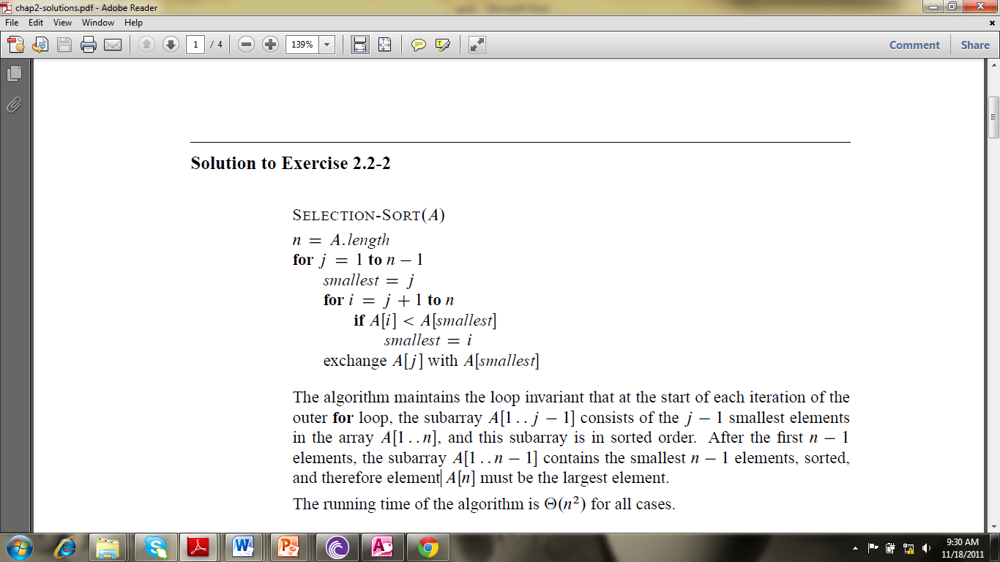 chap2-solutions.pdf - Adobe Reader
File Edit View Window Help
1 / 4 139% Comment Share
Solution to Exercise 2.2-2
SELECTION-SORT(A)
n = A.length
for j = 1 to n − 1
smallest = j
for i = j + 1 to n
if A[i] < A[smallest]
smallest = i
exchange A[j] with A[smallest]
The algorithm maintains the loop invariant that at the start of each iteration of the
outer for loop, the subarray A[1 . . j − 1] consists of the j − 1 smallest elements
in the array A[1 . . n], and this subarray is in sorted order. After the first n − 1
elements, the subarray A[1 . . n − 1] contains the smallest n − 1 elements, sorted,
and therefore element A[n] must be the largest element.
The running time of the algorithm is Θ(n²) for all cases.
9:30 AM
11/18/2011